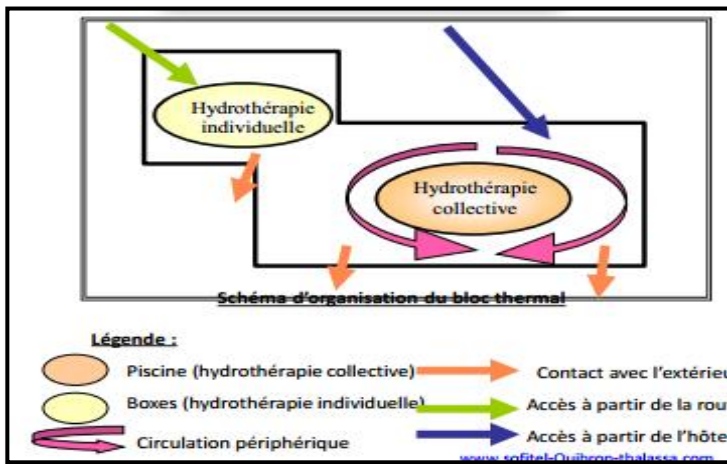 Hydrothérapie
individuelle
Hydrothérapie
collective
Schéma d'organisation du bloc thermal
Légende :
Piscine (hydrothérapie collective)
Contact avec l'extérieu
Boxes (hydrothérapie individuelle)
Accès à partir de la rou
Circulation périphérique
Accès à partir de l'hôte
www.sofitel-Quibron-thalassa.com